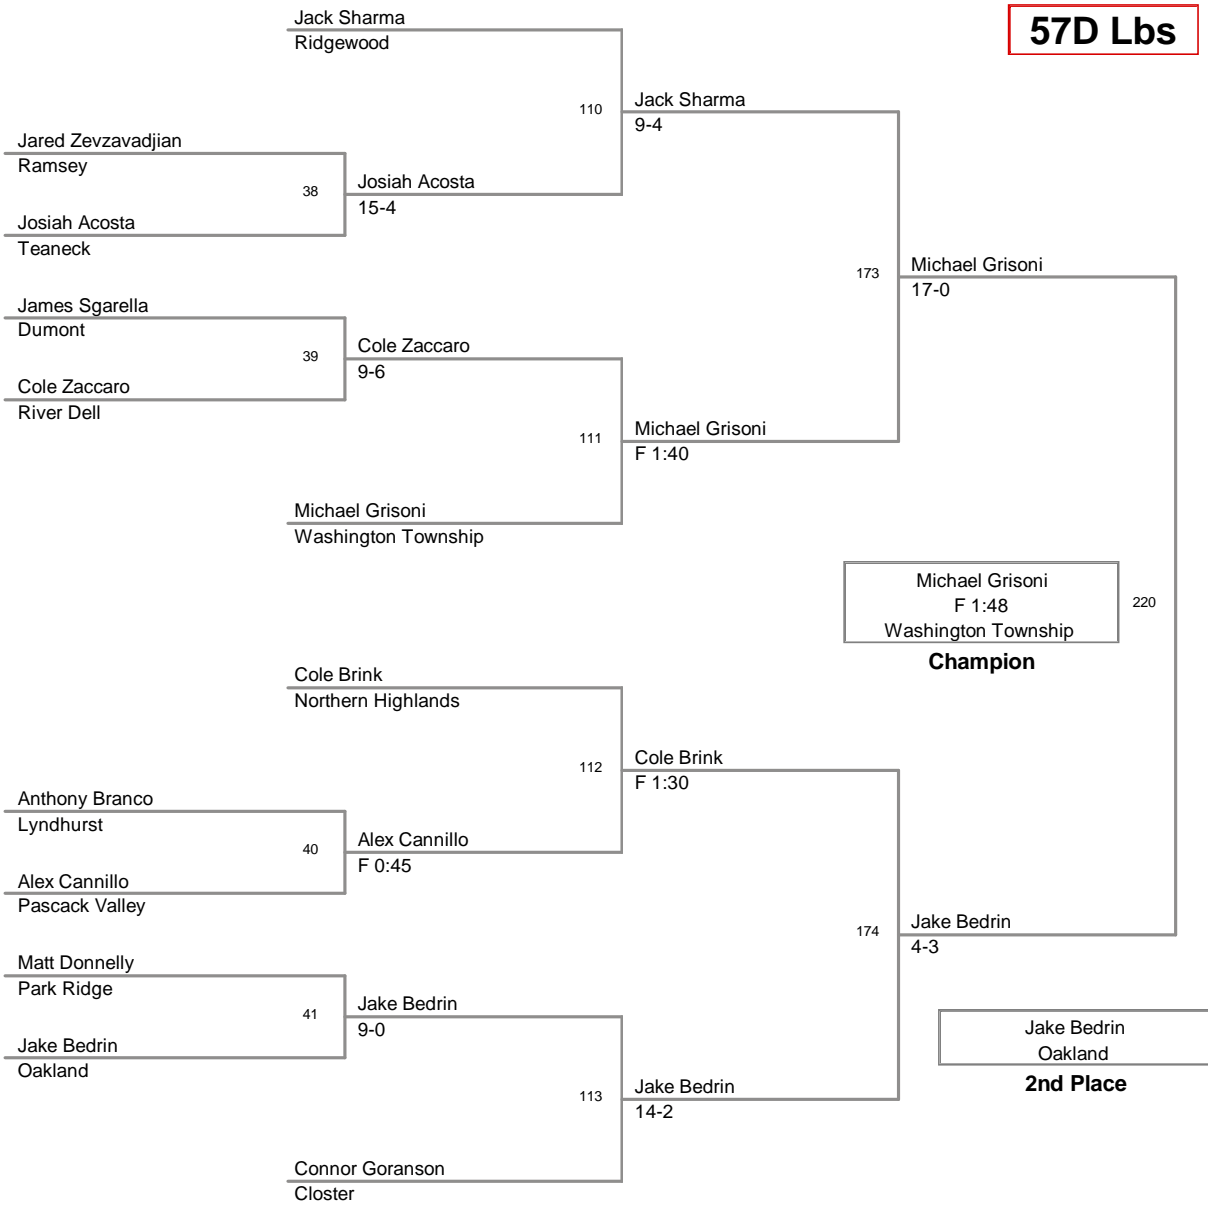 Jack Sharma
Ridgewood
57D Lbs
110
Jack Sharma
9-4
Jared Zevzavadjian
Ramsey
38
Josiah Acosta
15-4
Josiah Acosta
Teaneck
173
Michael Grisoni
17-0
James Sgarella
Dumont
39
Cole Zaccaro
9-6
Cole Zaccaro
River Dell
111
Michael Grisoni
F 1:40
Michael Grisoni
Washington Township
Michael Grisoni
F 1:48
Washington Township
220
Champion
Cole Brink
Northern Highlands
112
Cole Brink
F 1:30
Anthony Branco
Lyndhurst
40
Alex Cannillo
F 0:45
Alex Cannillo
Pascack Valley
174
Jake Bedrin
4-3
Matt Donnelly
Park Ridge
41
Jake Bedrin
9-0
Jake Bedrin
Oakland
Jake Bedrin
Oakland
2nd Place
113
Jake Bedrin
14-2
Connor Goranson
Closter